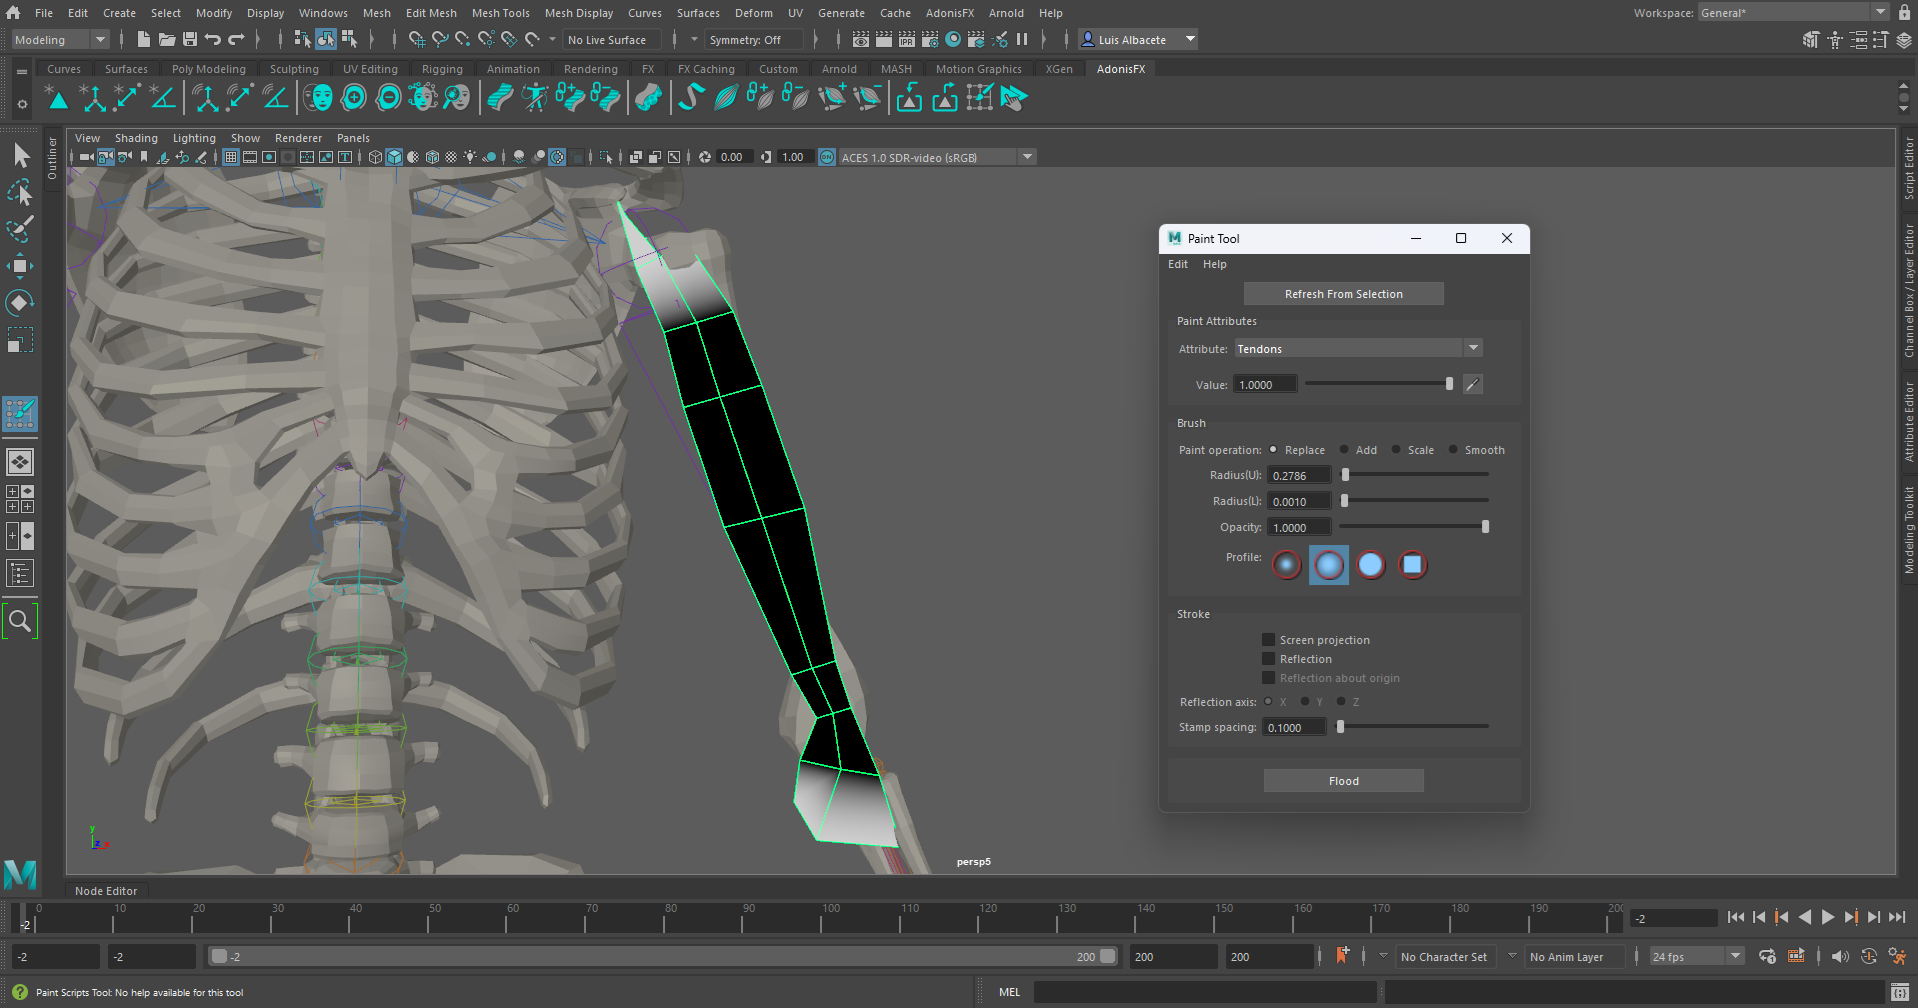 File Edit Create Select Modify Display Windows Mesh Edit Mesh Mesh Tools Mesh Display Curves Surfaces Deform UV Generate Cache AdonisFX Arnold Help Workspace: General*
Modeling No Live Surface Symmetry: Off IPR Luis Albacete
Curves Surfaces Poly Modeling Sculpting UV Editing Rigging Animation Rendering FX FX Caching Custom Arnold MASH Motion Graphics XGen AdonisFX
View Shading Lighting Show Renderer Panels
0.00 1.00 ON ACES 1.0 SDR-video (sRGB)
Outliner
Script Editor
Channel Box / Layer Editor
Attribute Editor
Modeling Toolkit
Paint Tool
Edit Help
Refresh From Selection
Paint Attributes
Attribute: Tendons
Value: 1.0000
Brush
Paint operation: Replace Add Scale Smooth
Radius(U): 0.2786
Radius(L): 0.0010
Opacity: 1.0000
Profile:
Stroke
Screen projection
Reflection
Reflection about origin
Reflection axis: X Y Z
Stamp spacing: 0.1000
Flood
y
z x
persp5
Node Editor
0 10 20 30 40 50 60 70 80 90 100 110 120 130 140 150 160 170 180 190 200
-2 -2
-2 -2 -2 200 200 200 No Character Set No Anim Layer 24 fps
Paint Scripts Tool: No help available for this tool MEL